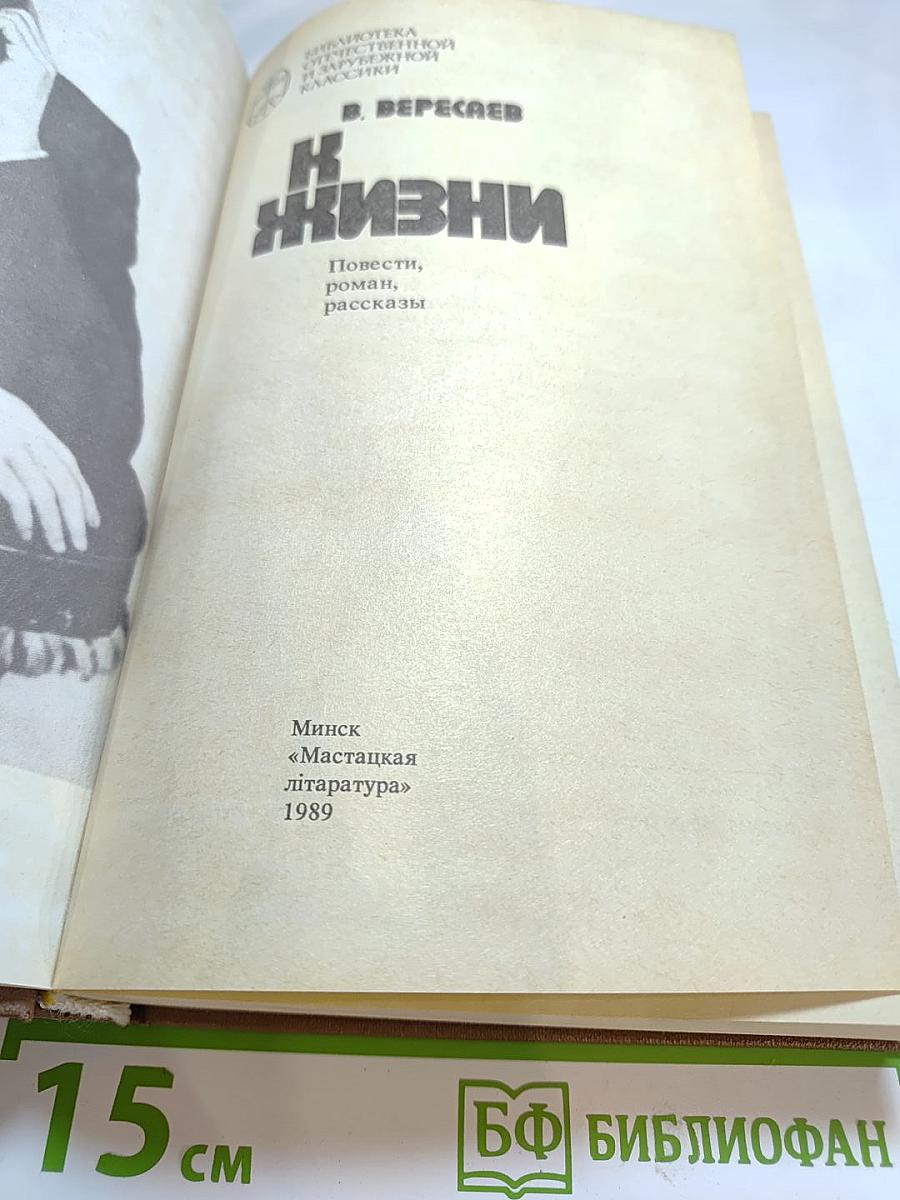 БИБЛИОТЕКА
ОТЕЧЕСТВЕННОЙ
И ЗАРУБЕЖНОЙ
КЛАССИКИ
В. ВЕРЕСАЕВ
К
ЖИЗНИ
Повести,
роман,
рассказы
Минск
«Мастацкая
літаратура»
1989
15 см
БФ БИБЛИОФАН